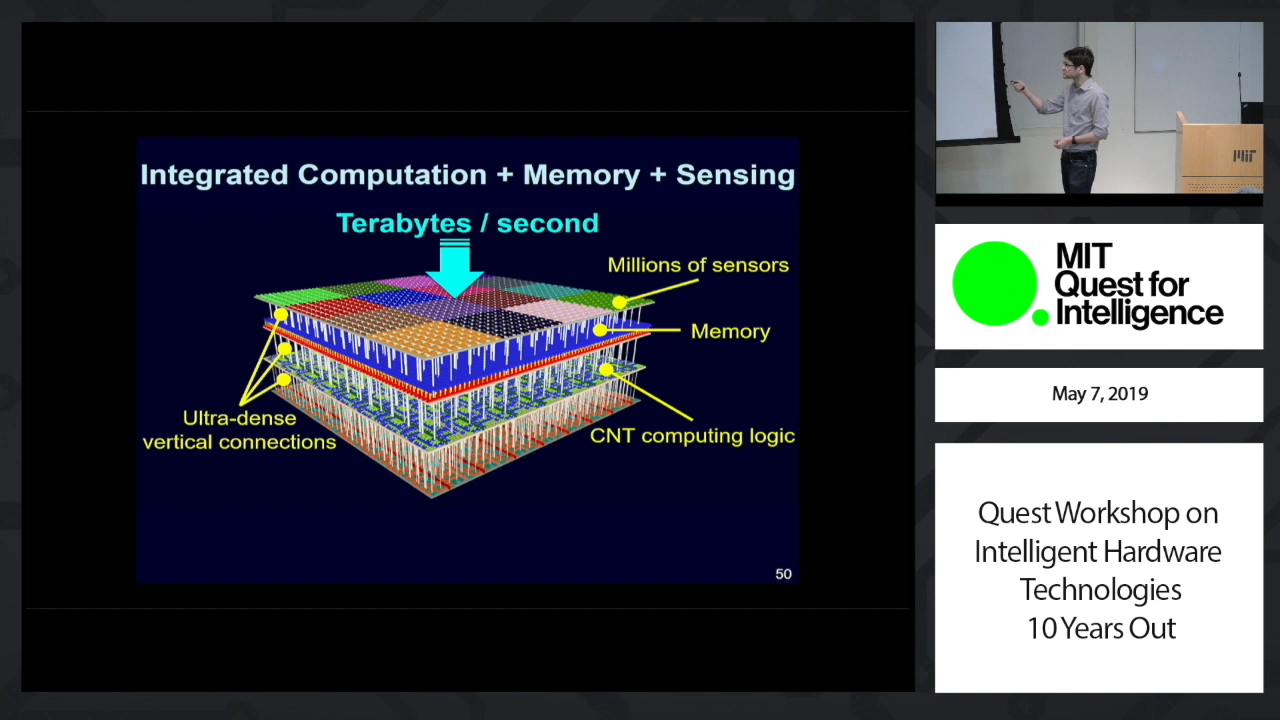 Integrated Computation + Memory + Sensing
Terabytes / second
Millions of sensors
Memory
Ultra-dense
vertical connections
CNT computing logic
50
MIT
MIT
Quest for
Intelligence
May 7, 2019
Quest Workshop on
Intelligent Hardware
Technologies
10 Years Out